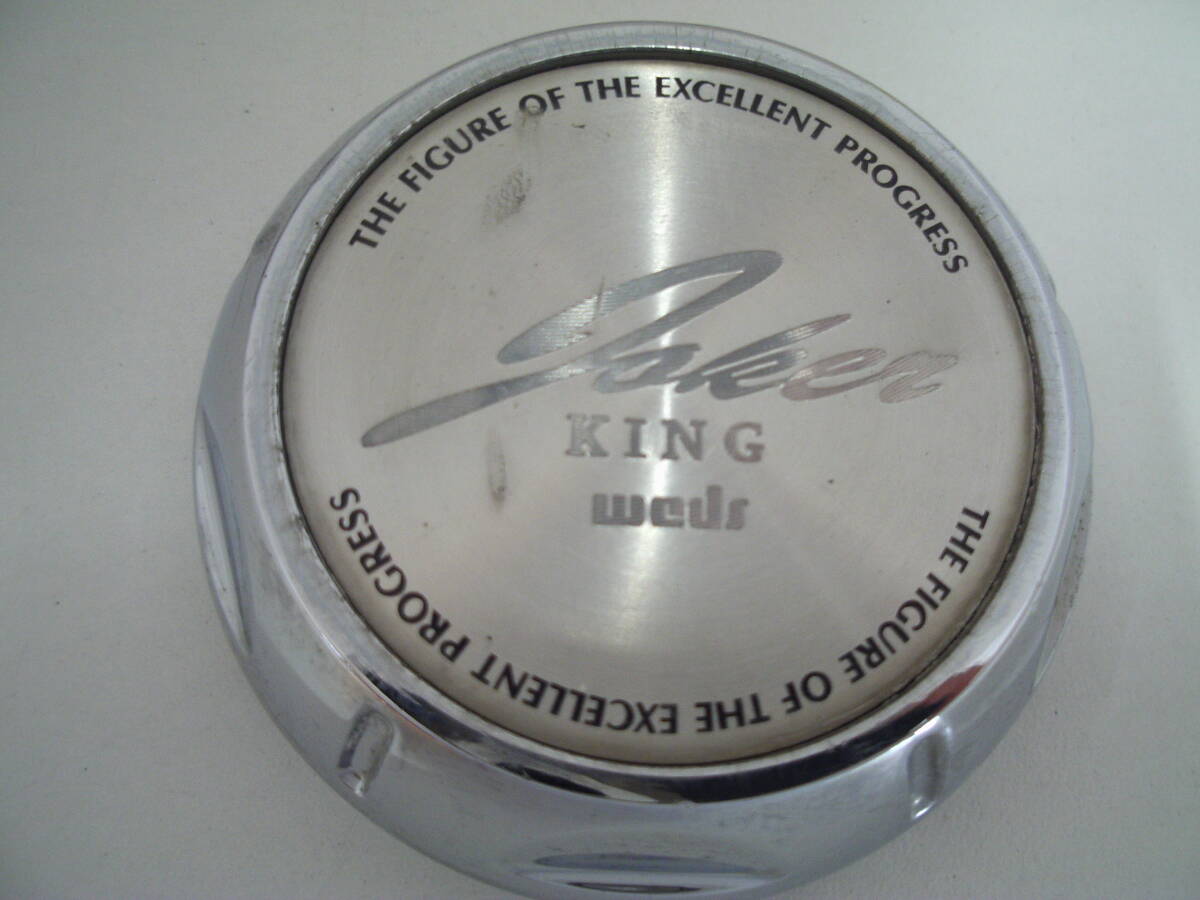 THE FIGURE OF THE EXCELLENT PROGRESS
Joker
KING
weds
THE FIGURE OF THE EXCELLENT PROGRESS